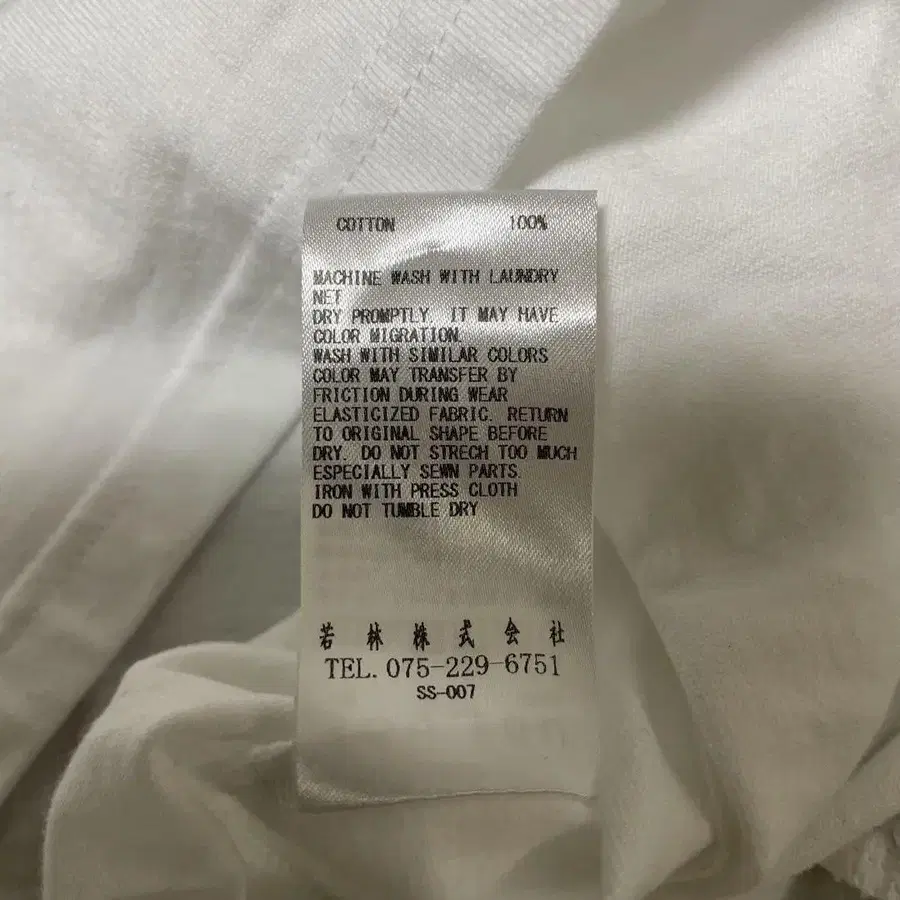 COTTON 100%
MACHINE WASH WITH LAUNDRY
NET
DRY PROMPTLY IT MAY HAVE
COLOR MIGRATION.
WASH WITH SIMILAR COLORS
COLOR MAY TRANSFER BY
FRICTION DURING WEAR
ELASTICIZED FABRIC. RETURN
TO ORIGINAL SHAPE BEFORE
DRY. DO NOT STRECH TOO MUCH
ESPECIALLY SEWN PARTS.
IRON WITH PRESS CLOTH
DO NOT TUMBLE DRY
若林株式会社
TEL. 075-229-6751
SS-007